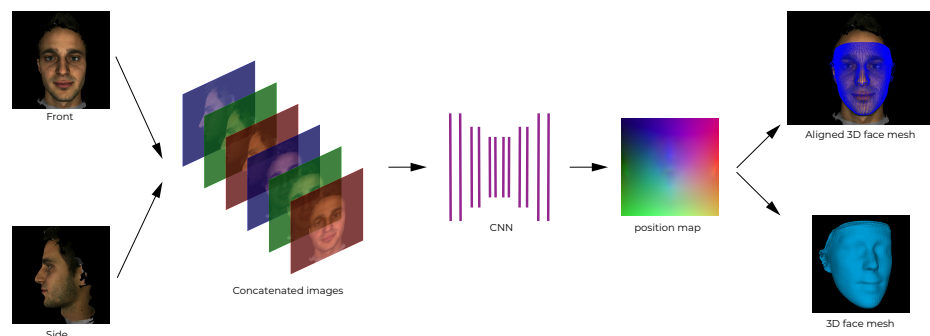 Front
Side
Concatenated images
CNN
position map
Aligned 3D face mesh
3D face mesh